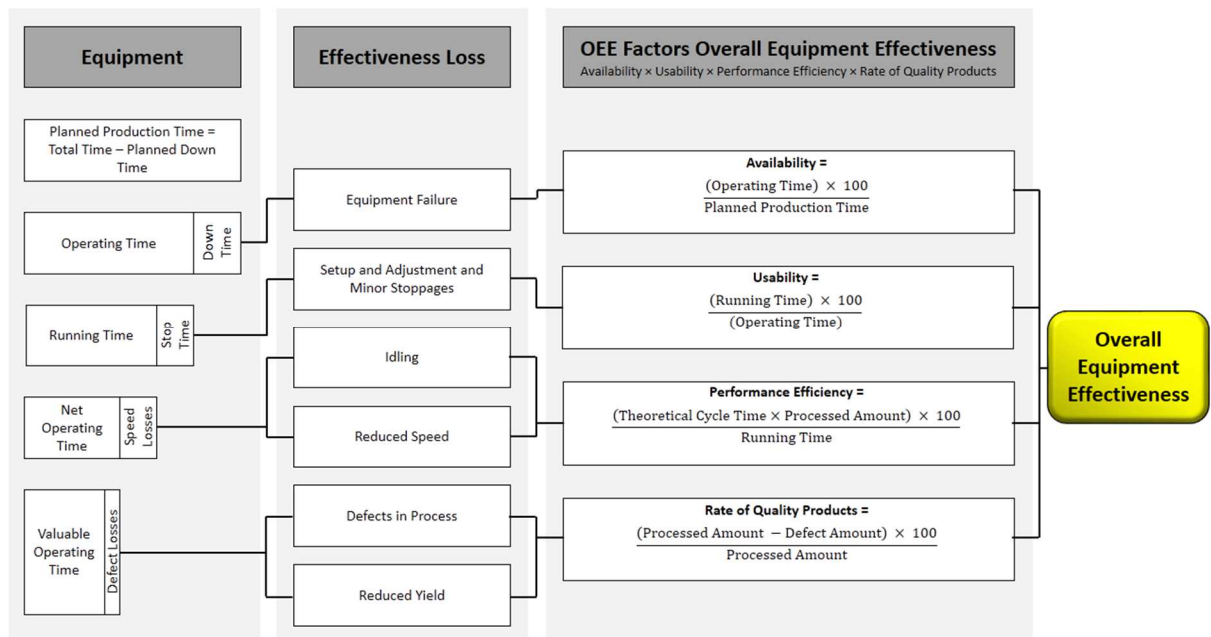 Equipment
Effectiveness Loss
OEE Factors Overall Equipment Effectiveness
Availability × Usability × Performance Efficiency × Rate of Quality Products
Planned Production Time =
Total Time – Planned Down
Time
Operating Time
Down
Time
Running Time
Stop
Time
Net
Operating
Time
Speed
Losses
Valuable
Operating
Time
Defect Losses
Equipment Failure
Setup and Adjustment and
Minor Stoppages
Idling
Reduced Speed
Defects in Process
Reduced Yield
Availability =
(Operating Time) × 100
Planned Production Time
Usability =
(Running Time) × 100
(Operating Time)
Performance Efficiency =
(Theoretical Cycle Time × Processed Amount) × 100
Running Time
Rate of Quality Products =
(Processed Amount − Defect Amount) × 100
Processed Amount
Overall
Equipment
Effectiveness